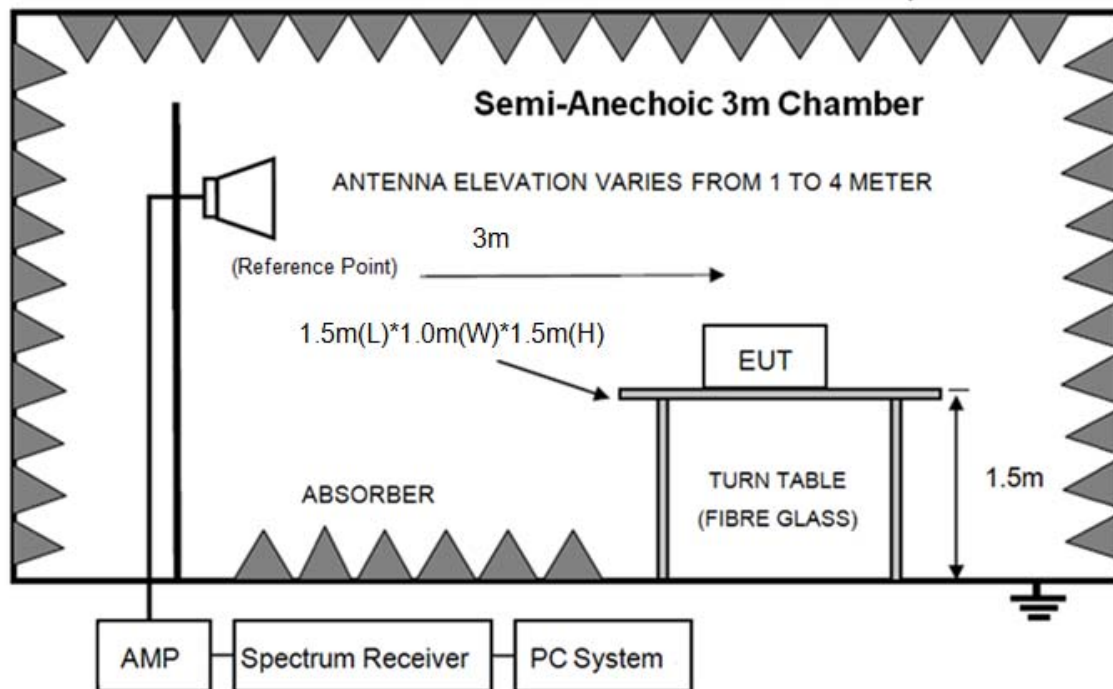 Semi-Anechoic 3m Chamber
ANTENNA ELEVATION VARIES FROM 1 TO 4 METER
3m
(Reference Point)
1.5m(L)*1.0m(W)*1.5m(H)
EUT
ABSORBER
TURN TABLE
(FIBRE GLASS)
1.5m
AMP
Spectrum Receiver
PC System